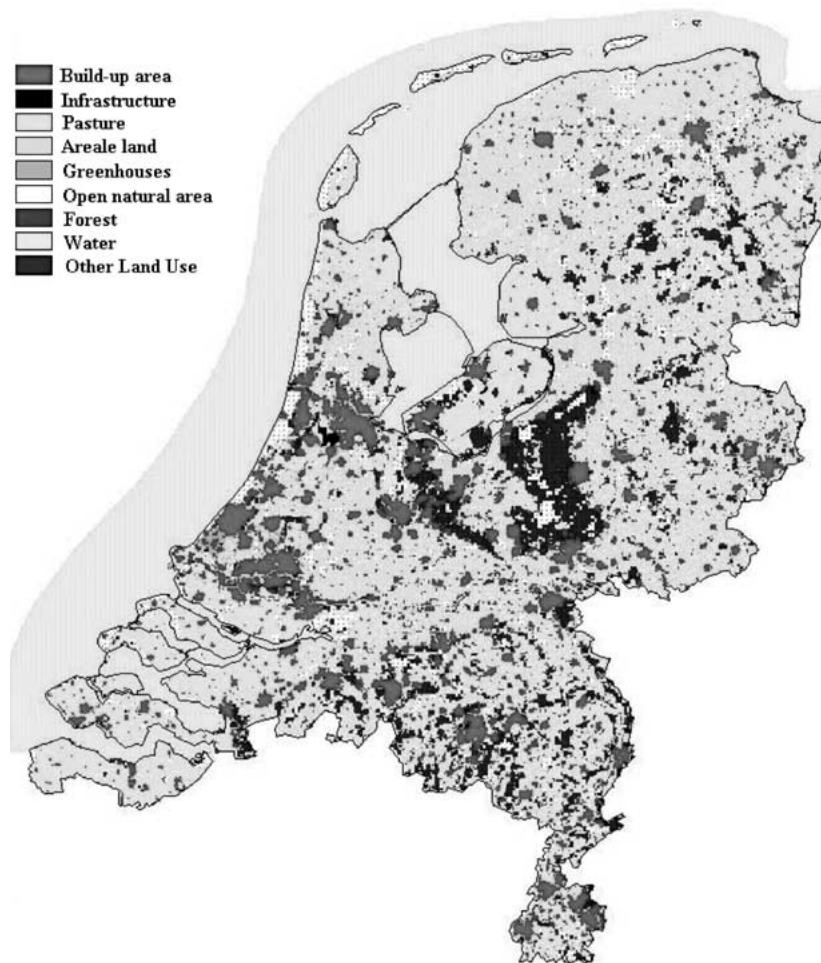 Build-up area
Infrastructure
Pasture
Areale land
Greenhouses
Open natural area
Forest
Water
Other Land Use